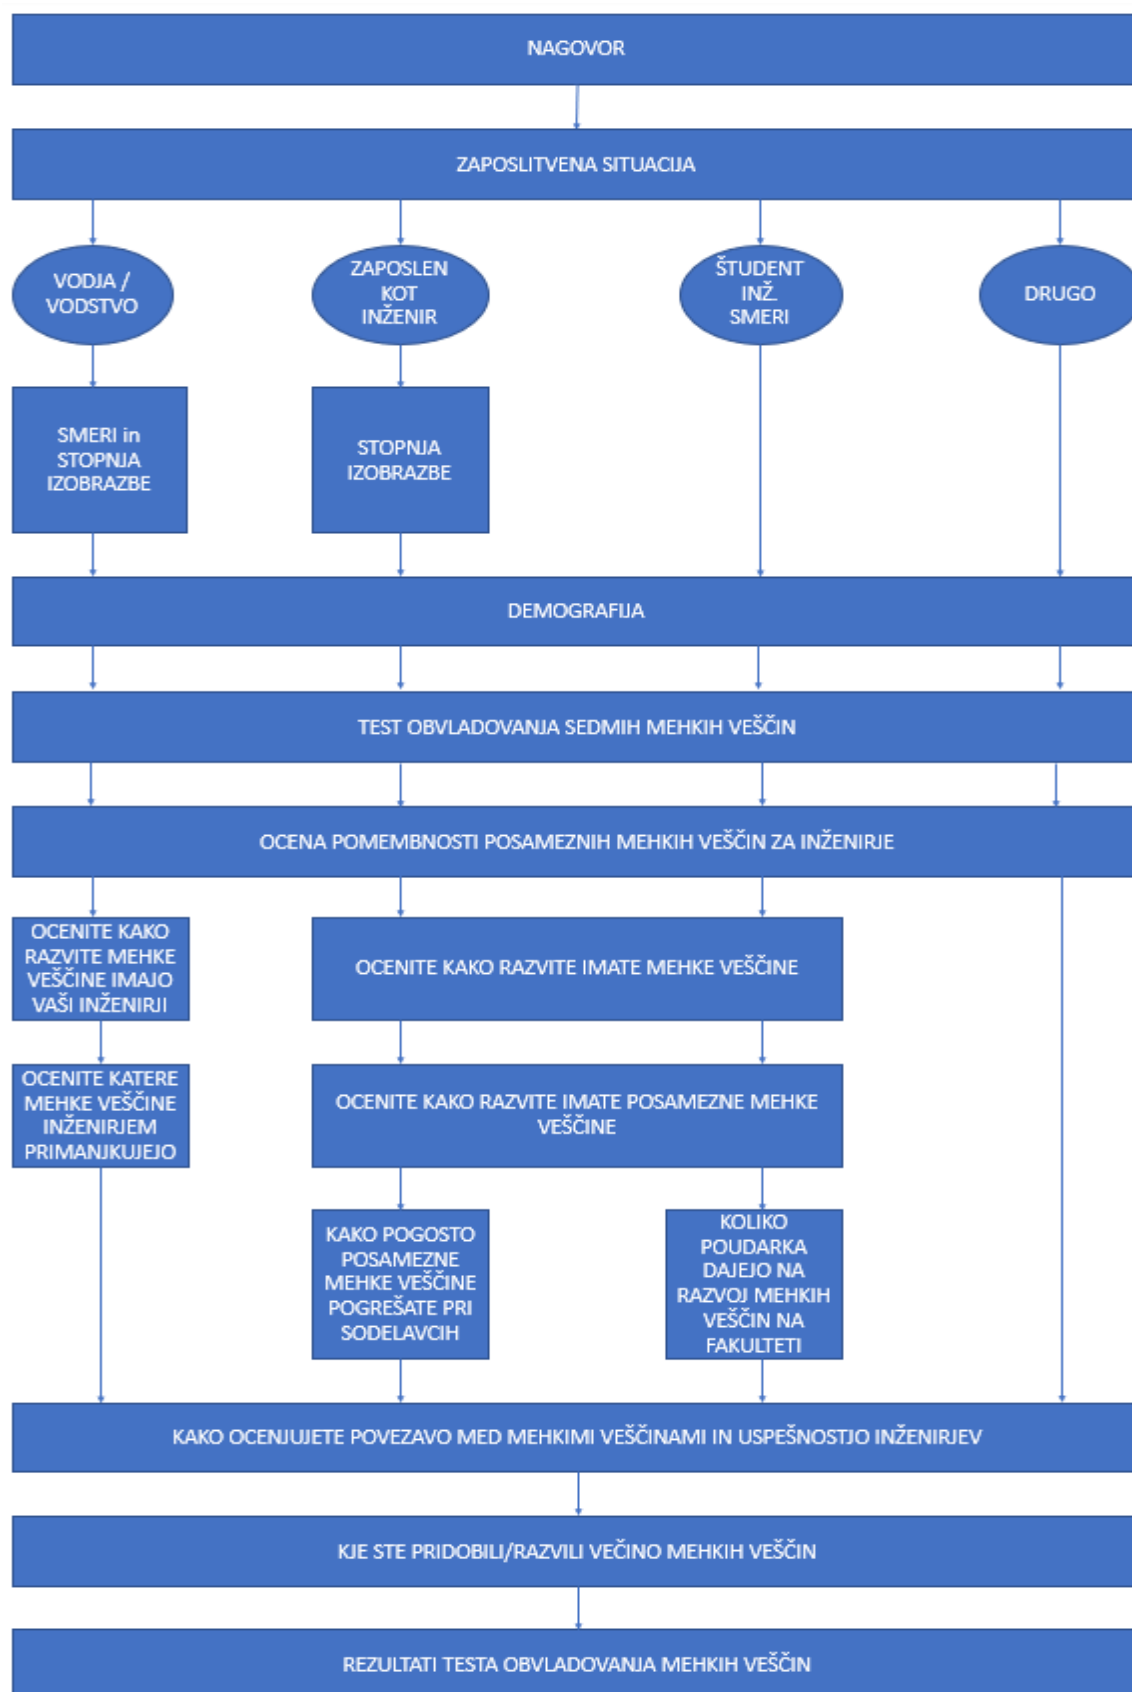 NAGOVOR
ZAPOSLITVENA SITUACIJA
VODJA /
VODSTVO
ZAPOSLEN
KOT
INŽENIR
ŠTUDENT
INŽ.
SMERI
DRUGO
SMERI in
STOPNJA
IZOBRAZBE
STOPNJA
IZOBRAZBE
DEMOGRAFIJA
TEST OBVLADOVANJA SEDMIH MEHKIH VEŠČIN
OCENA POMEMBNOSTI POSAMEZNIH MEHKIH VEŠČIN ZA INŽENIRJE
OCENITE KAKO
RAZVITE MEHKE
VEŠČINE IMAJO
VAŠI INŽENIRJI
OCENITE KAKO RAZVITE IMATE MEHKE VEŠČINE
OCENITE KATERE
MEHKE VEŠČINE
INŽENIRJEM
PRIMANJKUJEJO
OCENITE KAKO RAZVITE IMATE POSAMEZNE MEHKE
VEŠČINE
KAKO POGOSTO
POSAMEZNE
MEHKE VEŠČINE
POGREŠATE PRI
SODELAVCIH
KOLIKO
POUDARKA
DAJEJO NA
RAZVOJ MEHKIH
VEŠČIN NA
FAKULTETI
KAKO OCENJUJETE POVEZAVO MED MEHKIMI VEŠČINAMI IN USPEŠNOSTJO INŽENIRJEV
KJE STE PRIDOBILI/RAZVILI VEČINO MEHKIH VEŠČIN
REZULTATI TESTA OBVLADOVANJA MEHKIH VEŠČIN